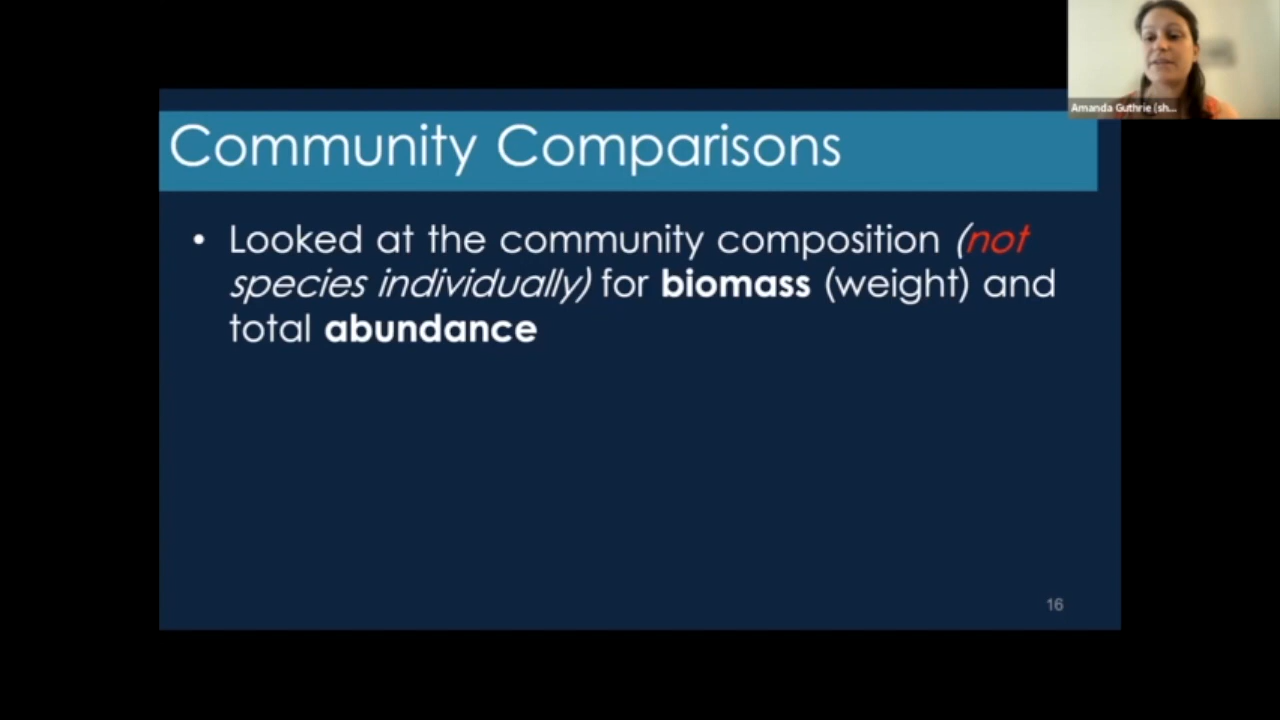 Amanda Guthrie (sh...
Community Comparisons
• Looked at the community composition (not
species individually) for biomass (weight) and
total abundance
16